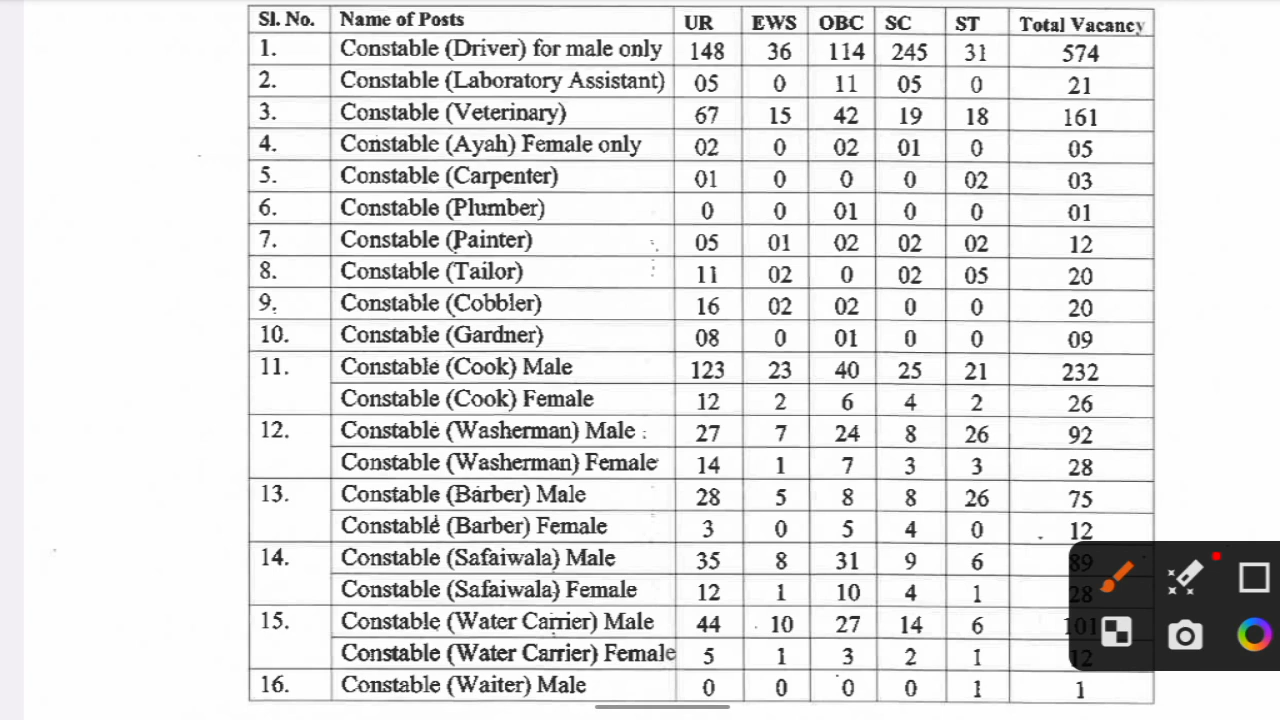 Sl. No. Name of Posts UR EWS OBC SC ST Total Vacancy
1. Constable (Driver) for male only 148 36 114 245 31 574
2. Constable (Laboratory Assistant) 05 0 11 05 0 21
3. Constable (Veterinary) 67 15 42 19 18 161
4. Constable (Ayah) Female only 02 0 02 01 0 05
5. Constable (Carpenter) 01 0 0 0 02 03
6. Constable (Plumber) 0 0 01 0 0 01
7. Constable (Painter) 05 01 02 02 02 12
8. Constable (Tailor) 11 02 0 02 05 20
9. Constable (Cobbler) 16 02 02 0 0 20
10. Constable (Gardner) 08 0 01 0 0 09
11. Constable (Cook) Male 123 23 40 25 21 232
Constable (Cook) Female 12 2 6 4 2 26
12. Constable (Washerman) Male 27 7 24 8 26 92
Constable (Washerman) Female 14 1 7 3 3 28
13. Constable (Barber) Male 28 5 8 8 26 75
Constable (Barber) Female 3 0 5 4 0 12
14. Constable (Safaiwala) Male 35 8 31 9 6 89
Constable (Safaiwala) Female 12 1 10 4 1 28
15. Constable (Water Carrier) Male 44 10 27 14 6 101
Constable (Water Carrier) Female 5 1 3 2 1 12
16. Constable (Waiter) Male 0 0 0 0 1 1